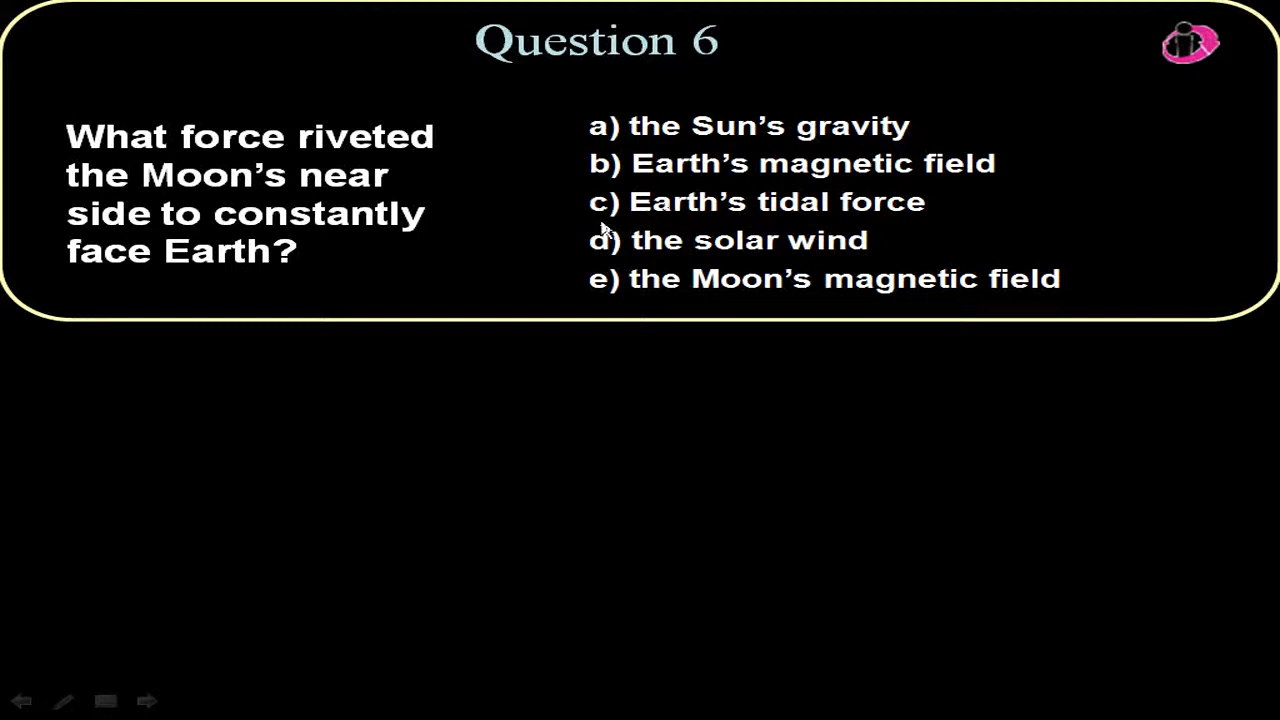 Question 6
What force riveted
the Moon’s near
side to constantly
face Earth?
a) the Sun’s gravity
b) Earth’s magnetic field
c) Earth’s tidal force
d) the solar wind
e) the Moon’s magnetic field